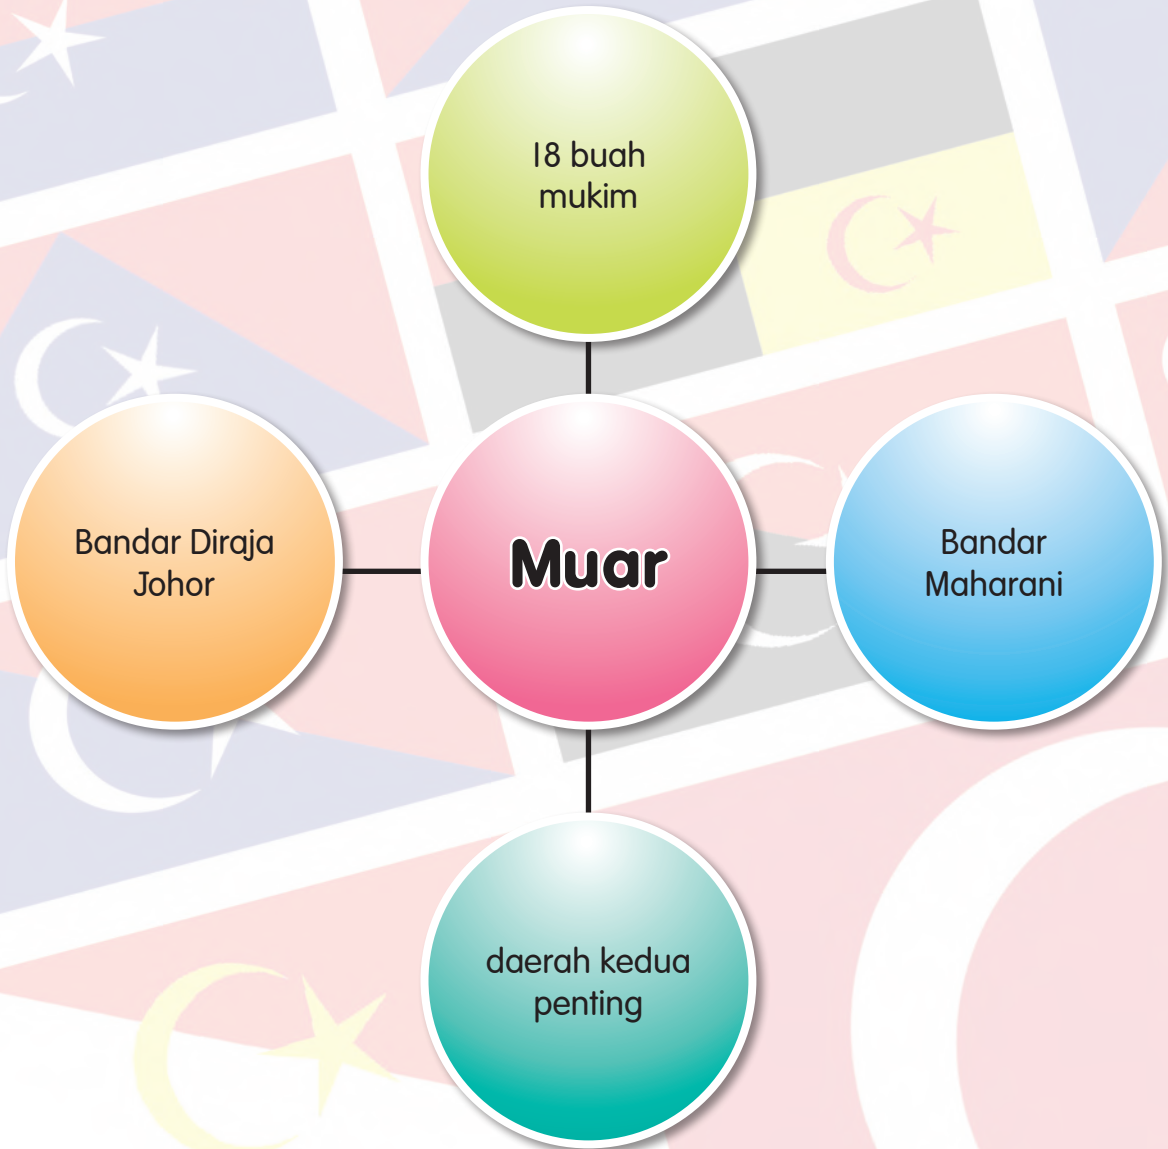 18 buah
mukim
Bandar Diraja
Johor
Muar
Bandar
Maharani
daerah kedua
penting